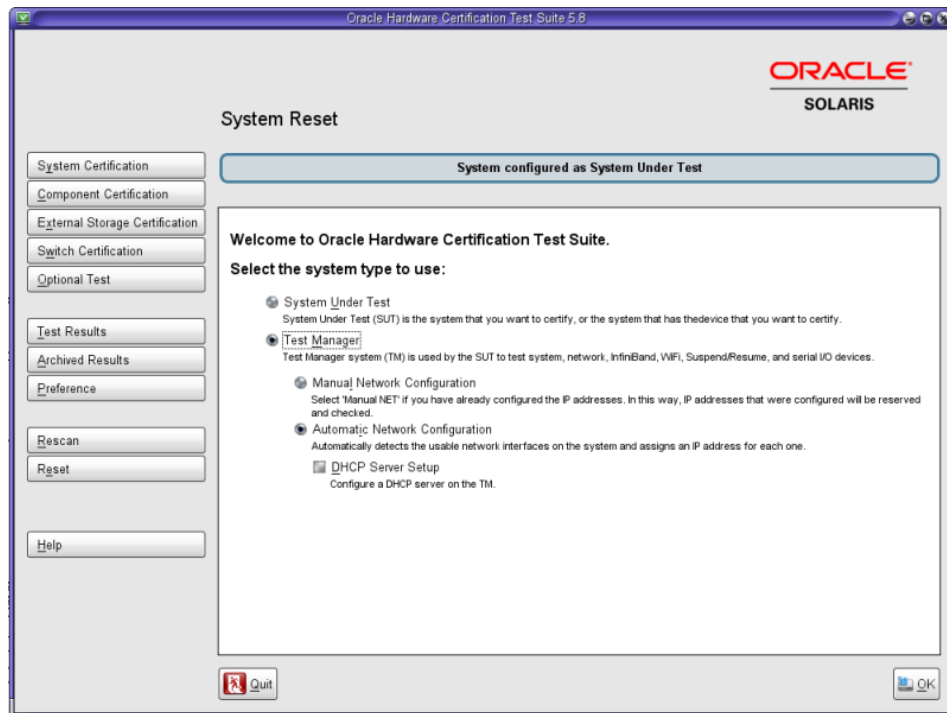 Oracle Hardware Certification Test Suite 5.8
ORACLE
SOLARIS
System Reset
System configured as System Under Test
System Certification
Component Certification
External Storage Certification
Switch Certification
Optional Test
Test Results
Archived Results
Preference
Rescan
Reset
Help
Welcome to Oracle Hardware Certification Test Suite.
Select the system type to use:
System Under Test
System Under Test (SUT) is the system that you want to certify, or the system that has thedevice that you want to certify.
Test Manager
Test Manager system (TM) is used by the SUT to test system, network, InfiniBand, WiFi, Suspend/Resume, and serial I/O devices.
Manual Network Configuration
Select 'Manual NET' if you have already configured the IP addresses. In this way, IP addresses that were configured will be reserved
and checked.
Automatic Network Configuration
Automatically detects the usable network interfaces on the system and assigns an IP address for each one.
DHCP Server Setup
Configure a DHCP server on the TM.
Quit
OK